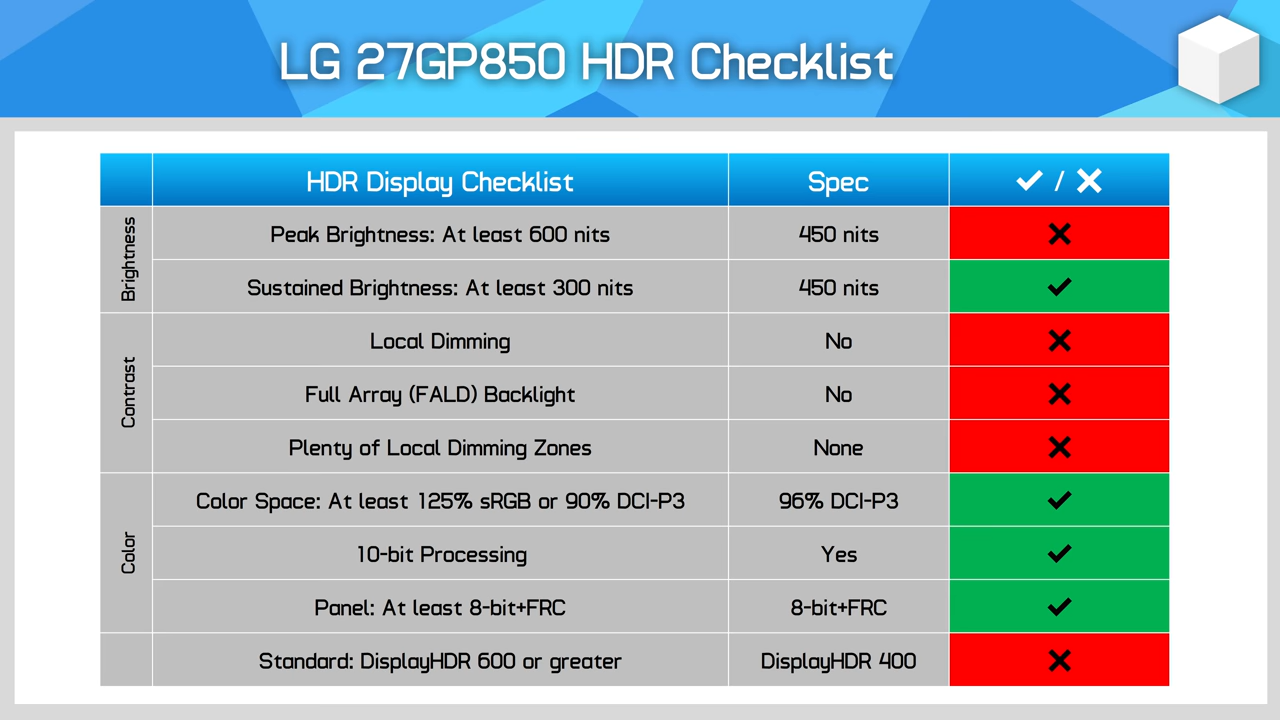 LG 27GP850 HDR Checklist
HDR Display Checklist Spec ✔ / ✖
Brightness
Peak Brightness: At least 600 nits 450 nits ✖
Sustained Brightness: At least 300 nits 450 nits ✔
Contrast
Local Dimming No ✖
Full Array (FALD) Backlight No ✖
Plenty of Local Dimming Zones None ✖
Color
Color Space: At least 125% sRGB or 90% DCI-P3 96% DCI-P3 ✔
10-bit Processing Yes ✔
Panel: At least 8-bit+FRC 8-bit+FRC ✔
Standard: DisplayHDR 600 or greater DisplayHDR 400 ✖